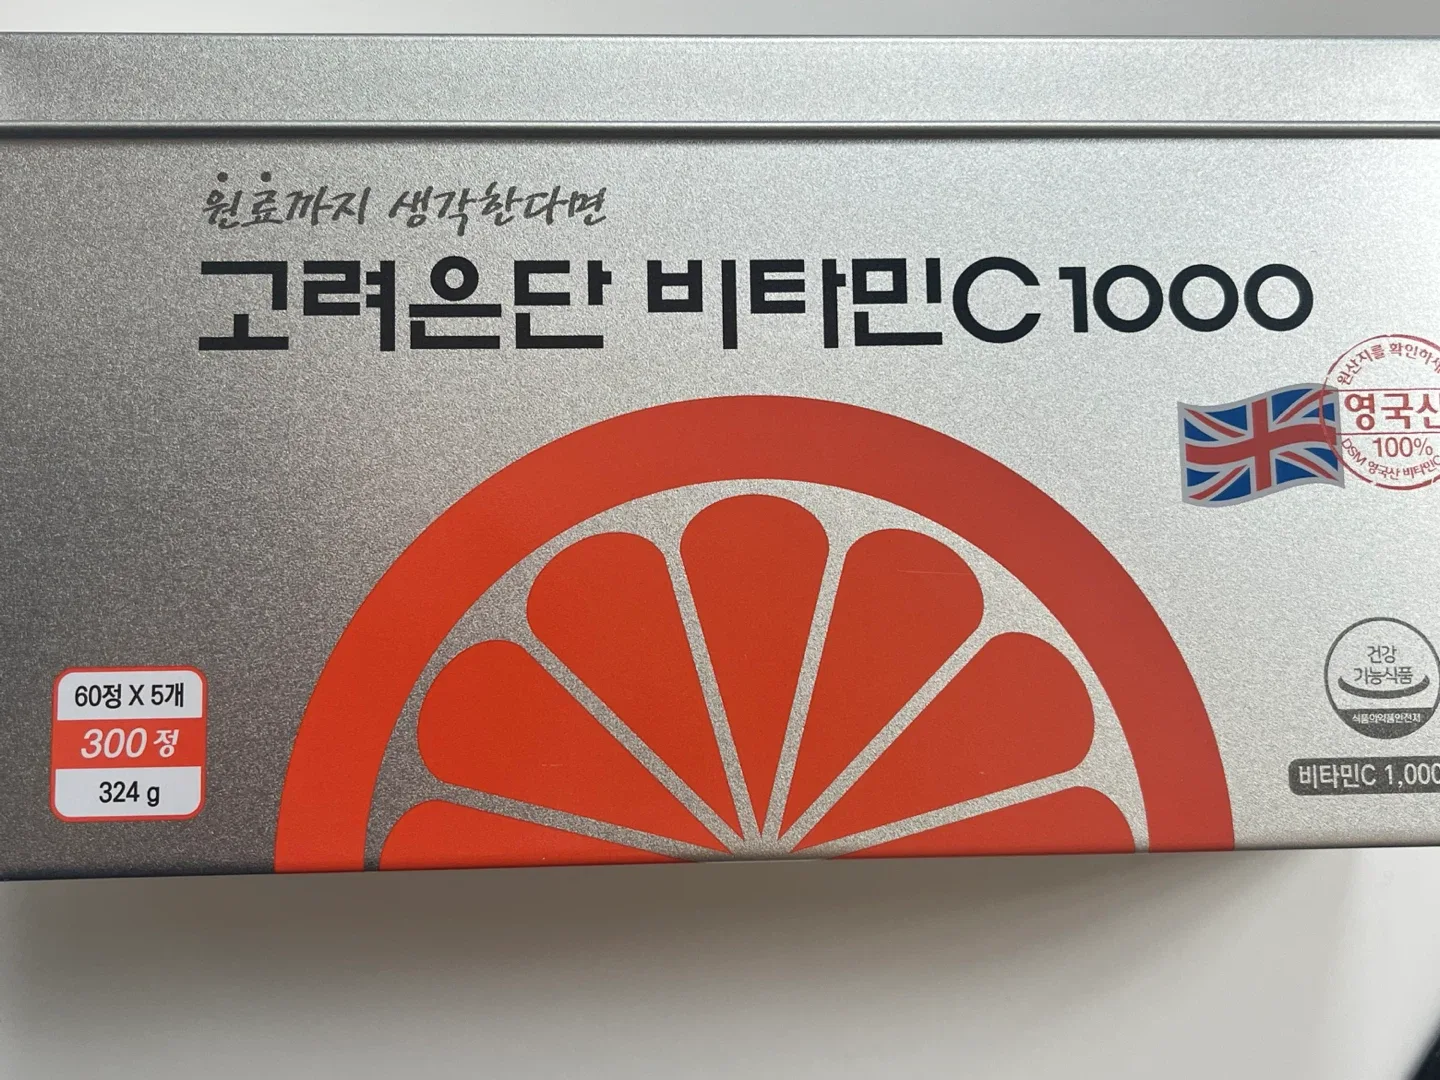 원료까지 생각한다면
고려은단 비타민C 1000
원산지를 확인하세
영국산
100%
DSM 영국산 비타민C
60정 X 5개
300 정
324 g
건강
기능식품
식품의약품안전처
비타민C 1,000